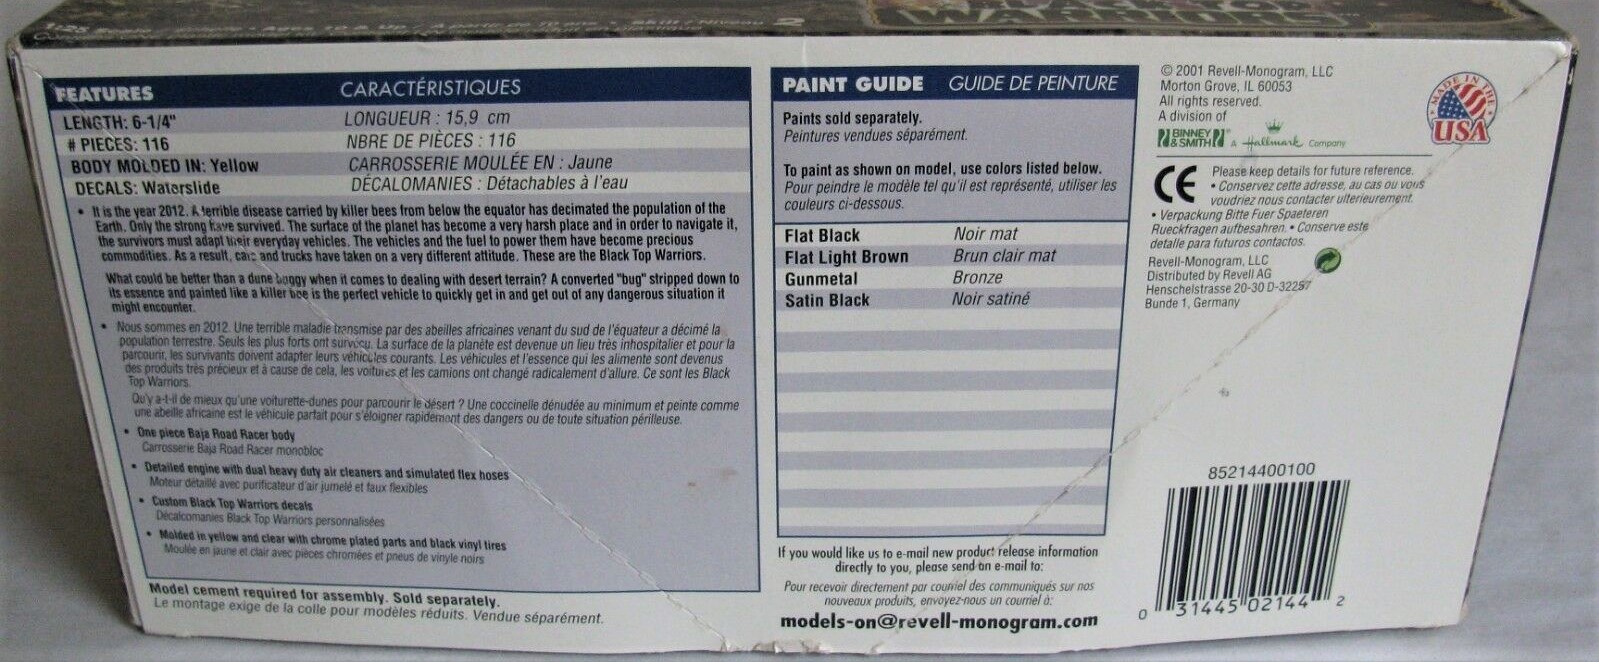 1:25 Scale
Ages 10 & Up / A partir de 10 ans • Skill / Niveau 2
BLACK TOP
WARRIORS
FEATURES CARACTÉRISTIQUES
LENGTH: 6-1/4" LONGUEUR : 15,9 cm
# PIECES: 116 NBRE DE PIÈCES : 116
BODY MOLDED IN: Yellow CARROSSERIE MOULÉE EN : Jaune
DECALS: Waterslide DÉCALOMANIES : Détachables à l'eau
• It is the year 2012. A terrible disease carried by killer bees from below the equator has decimated the population of the
Earth. Only the strong have survived. The surface of the planet has become a very harsh place and in order to navigate it,
the survivors must adapt their everyday vehicles. The vehicles and the fuel to power them have become precious
commodities. As a result, cars and trucks have taken on a very different attitude. These are the Black Top Warriors.
What could be better than a dune buggy when it comes to dealing with desert terrain? A converted "bug" stripped down to
its essence and painted like a killer bee is the perfect vehicle to quickly get in and get out of any dangerous situation it
might encounter.
• Nous sommes en 2012. Une terrible maladie transmise par des abeilles africaines venant du sud de l'équateur a décimé la
population terrestre. Seuls les plus forts ont survécu. La surface de la planète est devenue un lieu très inhospitalier et pour la
parcourir, les survivants doivent adapter leurs véhicules courants. Les véhicules et l'essence qui les alimente sont devenus
des produits très précieux et à cause de cela, les voitures et les camions ont changé radicalement d'allure. Ce sont les Black
Top Warriors.
Qu'y a-t-il de mieux qu'une voiturette-dunes pour parcourir le désert ? Une coccinelle dénudée au minimum et peinte comme
une abeille africaine est le véhicule parfait pour s'éloigner rapidement des dangers ou de toute situation périlleuse.
• One piece Baja Road Racer body
Carrosserie Baja Road Racer monobloc
• Detailed engine with dual heavy duty air cleaners and simulated flex hoses
Moteur détaillé avec purificateur d'air jumelé et faux flexibles
• Custom Black Top Warriors decals
Décalcomanies Black Top Warriors personnalisées
• Molded in yellow and clear with chrome plated parts and black vinyl tires
Moulée en jaune et clair avec pièces chromées et pneus de vinyle noirs
Model cement required for assembly. Sold separately.
Le montage exige de la colle pour modèles réduits. Vendue séparément.
PAINT GUIDE GUIDE DE PEINTURE
Paints sold separately.
Peintures vendues séparément.
To paint as shown on model, use colors listed below.
Pour peindre le modèle tel qu'il est représenté, utiliser les
couleurs ci-dessous.
Flat Black Noir mat
Flat Light Brown Brun clair mat
Gunmetal Bronze
Satin Black Noir satiné
If you would like us to e-mail new product release information
directly to you, please send an e-mail to:
Pour recevoir directement par courriel des communiqués sur nos
nouveaux produits, envoyez-nous un courriel à:
models-on@revell-monogram.com
© 2001 Revell-Monogram, LLC
Morton Grove, IL 60053
All rights reserved.
A division of
BINNEY
& SMITH A Hallmark Company
MADE IN THE
USA
CE
Please keep details for future reference.
• Conservez cette adresse, au cas ou vous
voudriez nous contacter ulterieurement.
• Verpackung Bitte Fuer Spaeteren
Rueckfragen aufbesahren. • Conserve este
detalle para futuros contactos.
Revell-Monogram, LLC
Distributed by Revell AG
Henschelstrasse 20-30 D-32257
Bunde 1, Germany
85214400100
0 31445 02144 2